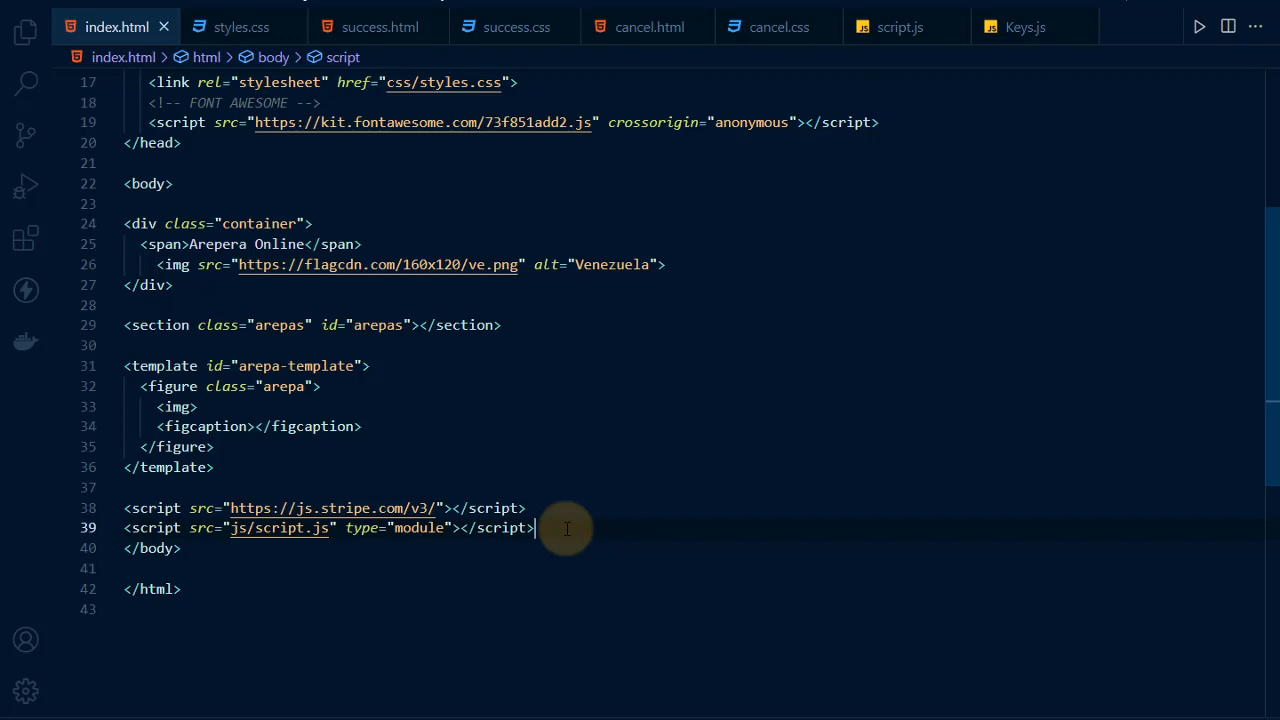 index.html
styles.css
success.html
success.css
cancel.html
cancel.css
JS script.js
JS Keys.js
index.html > html > body > script
17 <link rel="stylesheet" href="css/styles.css">
18 <!-- FONT AWESOME -->
19 <script src="https://kit.fontawesome.com/73f851add2.js" crossorigin="anonymous"></script>
20 </head>
21
22 <body>
23
24 <div class="container">
25 <span>Arepera Online</span>
26 <img src="https://flagcdn.com/160x120/ve.png" alt="Venezuela">
27 </div>
28
29 <section class="arepas" id="arepas"></section>
30
31 <template id="arepa-template">
32 <figure class="arepa">
33 <img>
34 <figcaption></figcaption>
35 </figure>
36 </template>
37
38 <script src="https://js.stripe.com/v3/"></script>
39 <script src="js/script.js" type="module"></script>
40 </body>
41
42 </html>
43